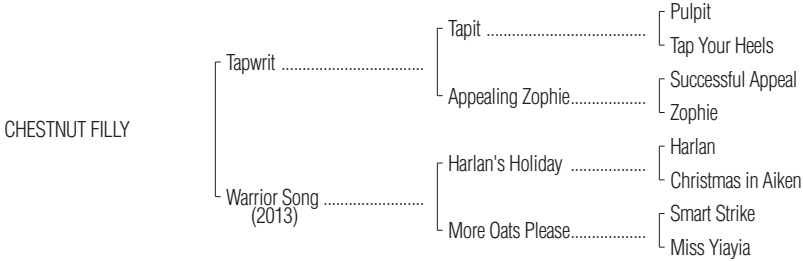 Pulpit
Tapit ......................................
Tap Your Heels
Tapwrit ..................................
Successful Appeal
Appealing Zophie..................
Zophie
CHESTNUT FILLY
Harlan
Harlan's Holiday ..................
Christmas in Aiken
Warrior Song ........................
(2013)
Smart Strike
More Oats Please..................
Miss Yiayia